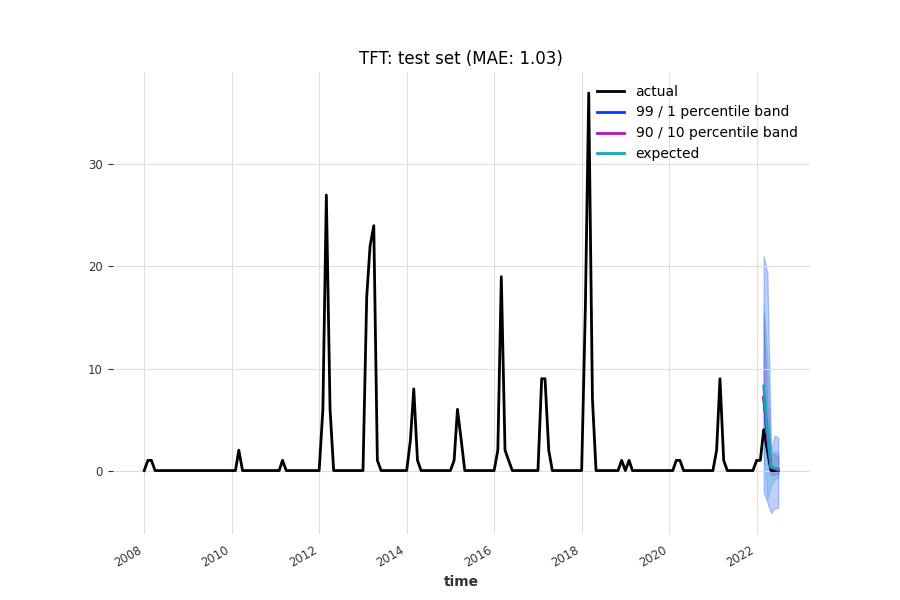 TFT: test set (MAE: 1.03)
actual
99 / 1 percentile band
90 / 10 percentile band
expected
30
20
10
0
2008
2010
2012
2014
2016
2018
2020
2022
time